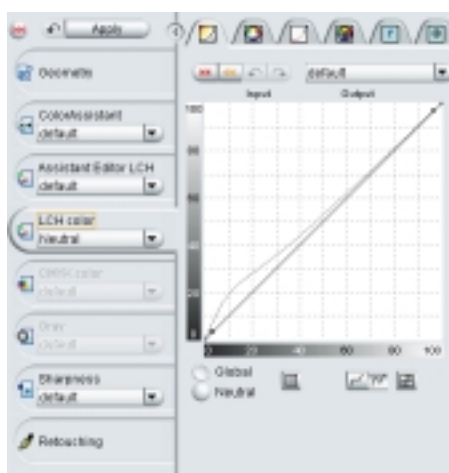 Apply
Geometry
ColorAssistant
default
Assistant Editor LCH
default
LCH color
Neutral
CMYK color
default
Gray
default
Sharpness
default
Retouching
default
Input Output
100
80
60
40
20
0
0 20 40 60 80 100
Global
Neutral